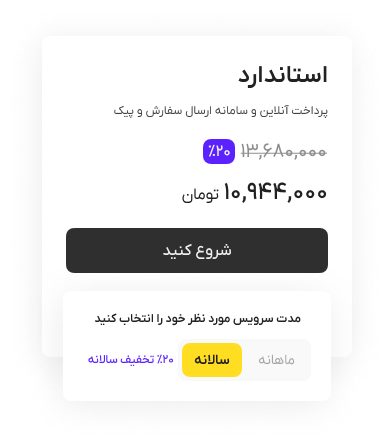 استاندارد
پرداخت آنلاین و سامانه ارسال سفارش و پیک
۱۳,۶۸۰,۰۰۰ ٪۲۰
۱۰,۹۴۴,۰۰۰ تومان
شروع کنید
مدت سرویس مورد نظر خود را انتخاب کنید
ماهانه سالانه ۲۰٪ تخفیف سالانه